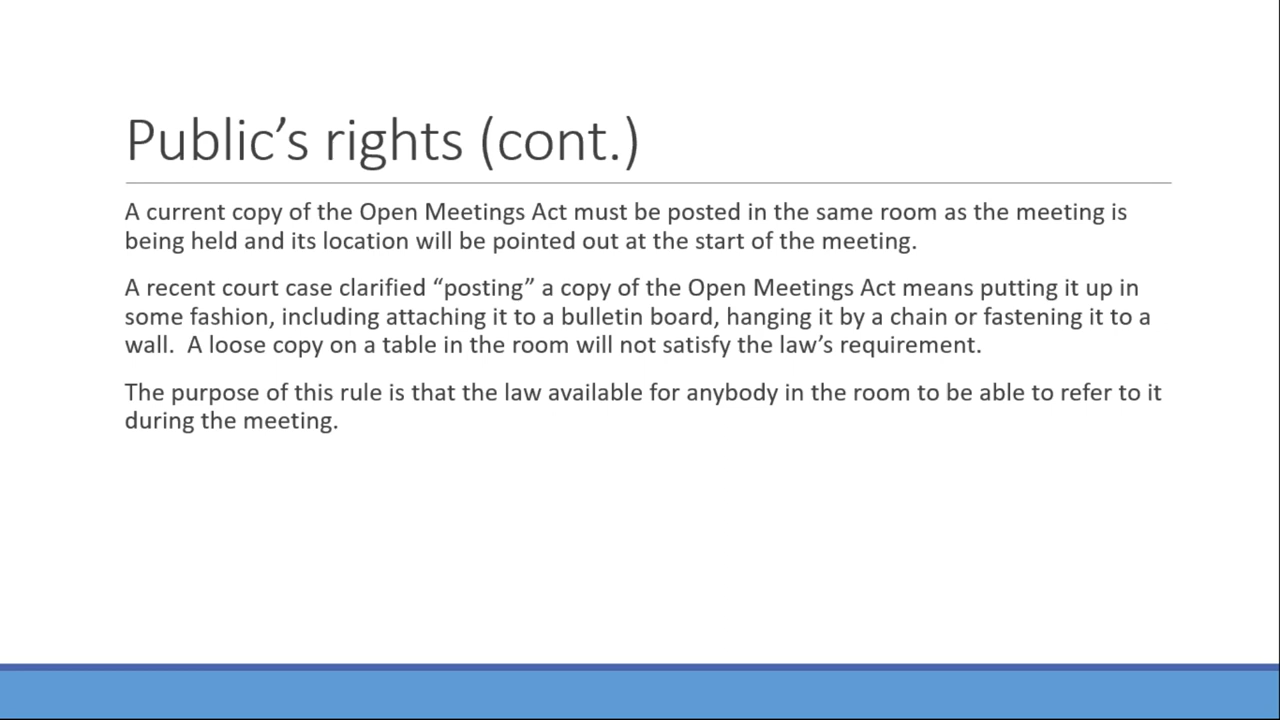 Public’s rights (cont.)
A current copy of the Open Meetings Act must be posted in the same room as the meeting is
being held and its location will be pointed out at the start of the meeting.
A recent court case clarified “posting” a copy of the Open Meetings Act means putting it up in
some fashion, including attaching it to a bulletin board, hanging it by a chain or fastening it to a
wall.  A loose copy on a table in the room will not satisfy the law’s requirement.
The purpose of this rule is that the law available for anybody in the room to be able to refer to it
during the meeting.